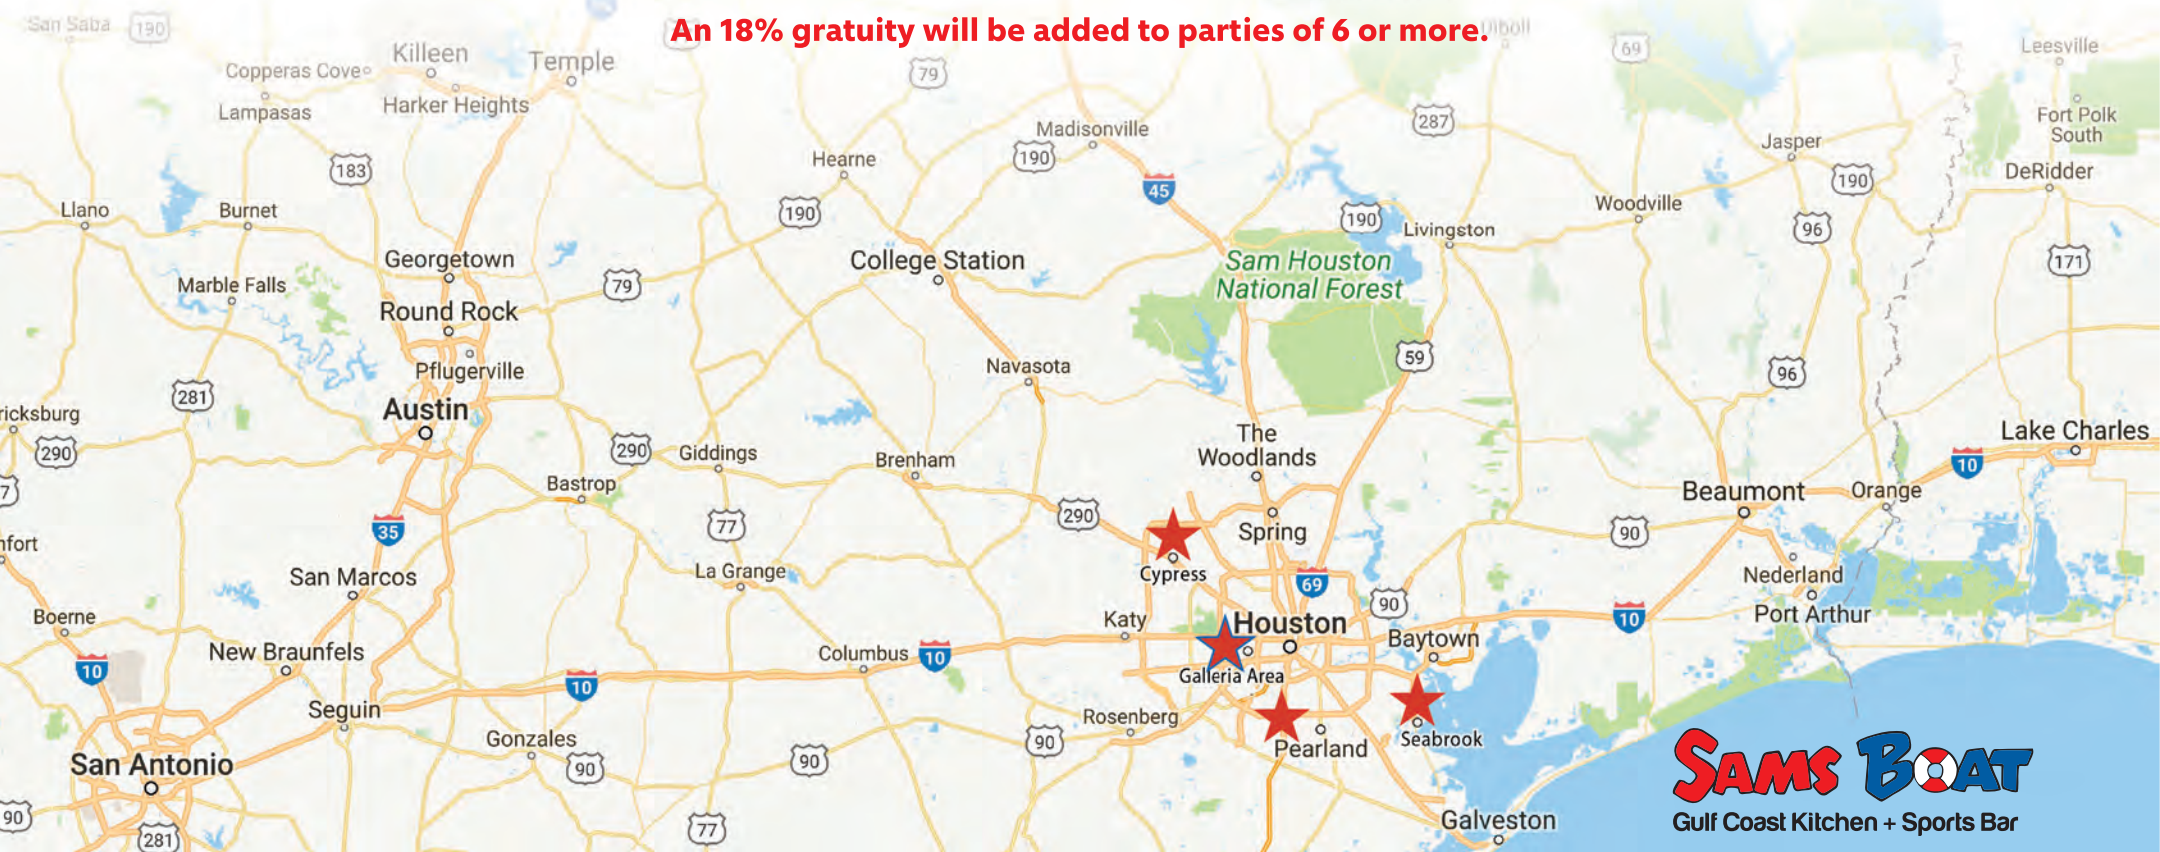 An 18% gratuity will be added to parties of 6 or more.
San Saba
190
Diboll
69
Leesville
Killeen
Temple
Copperas Cove
79
Harker Heights
Lampasas
Fort Polk
South
287
Madisonville
Jasper
190
Hearne
183
DeRidder
190
45
Llano
Burnet
190
190
Livingston
Woodville
96
Georgetown
College Station
Sam Houston
National Forest
171
Marble Falls
79
Round Rock
Navasota
59
Pflugerville
96
281
ricksburg
Austin
290
290
Giddings
The
Woodlands
Lake Charles
Brenham
10
7
Bastrop
Beaumont
Orange
290
77
35
Spring
90
nfort
San Marcos
La Grange
Cypress
69
Nederland
90
Boerne
Katy
Houston
10
Port Arthur
New Braunfels
Columbus
10
Baytown
10
10
Galleria Area
Seguin
Rosenberg
Gonzales
90
90
90
Pearland
Seabrook
San Antonio
SAMS BOAT
Gulf Coast Kitchen + Sports Bar
90
281
77
Galveston